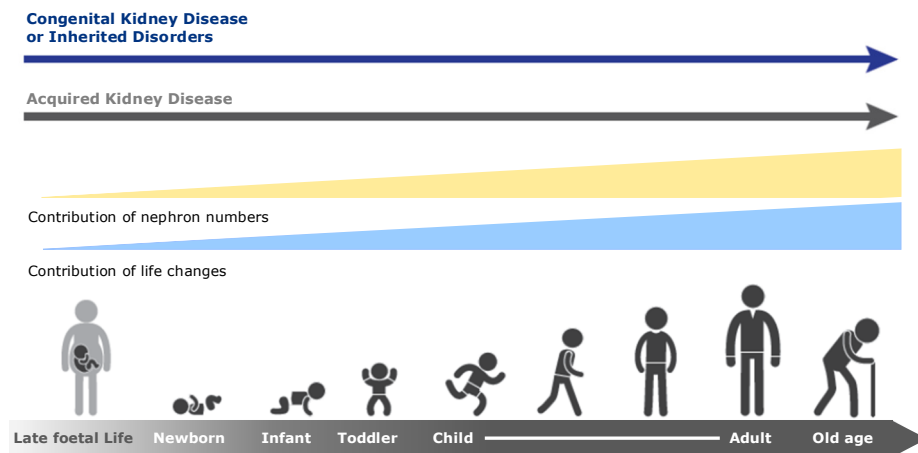 Congenital Kidney Disease
or Inherited Disorders
Acquired Kidney Disease
Contribution of nephron numbers
Contribution of life changes
Late foetal Life Newborn Infant Toddler Child Adult Old age